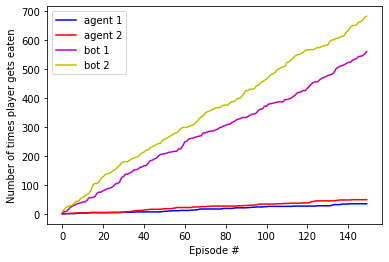 700
600
500
400
300
200
100
0
Number of times player gets eaten
agent 1
agent 2
bot 1
bot 2
0 20 40 60 80 100 120 140
Episode #